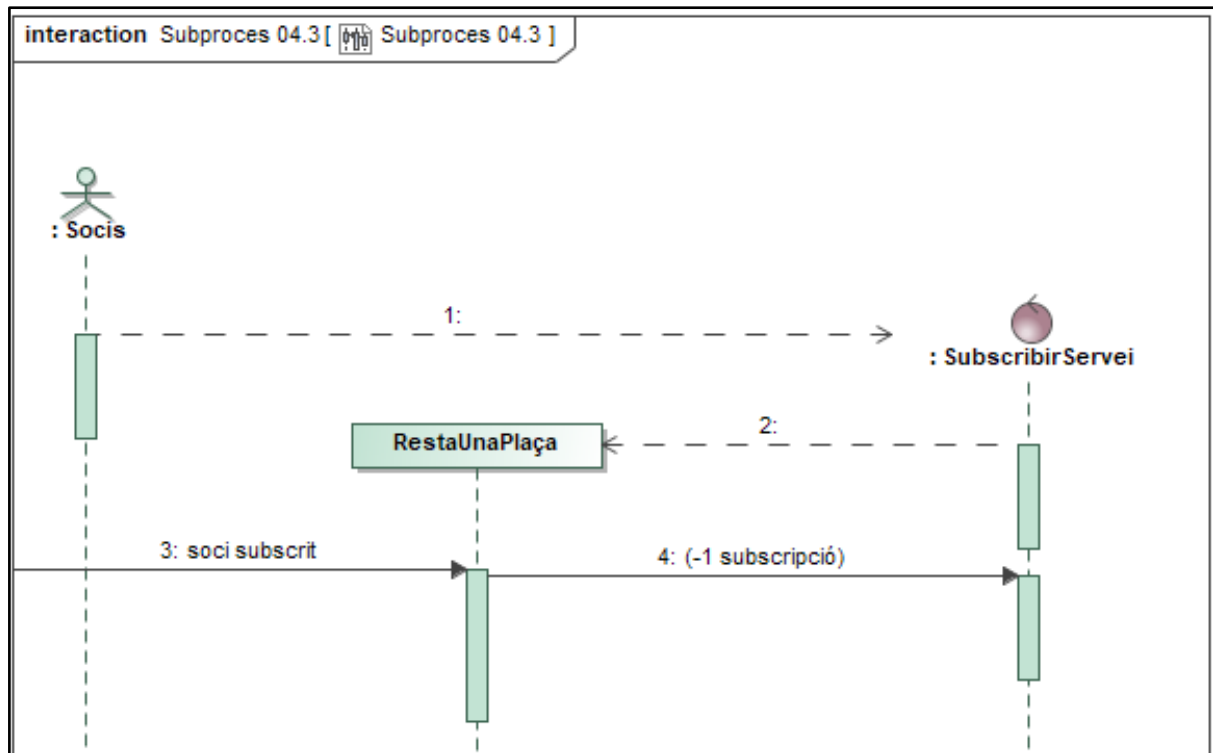 interaction Subproces 04.3 [ Subproces 04.3 ]
: Socis
1:
: SubscribirServei
2:
RestaUnaPlaça
3: soci subscrit
4: (-1 subscripció)